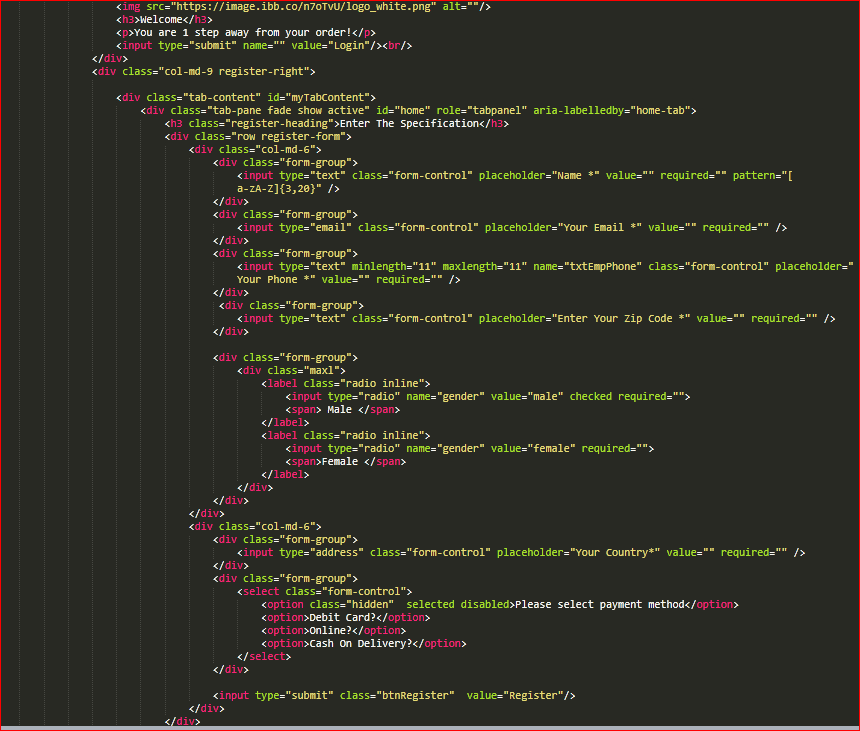 <img src="https://image.ibb.co/n7oTvU/logo_white.png" alt=""/>
<h3>Welcome</h3>
<p>You are 1 step away from your order!</p>
<input type="submit" name="" value="Login"/><br/>
</div>
<div class="col-md-9 register-right">
<div class="tab-content" id="myTabContent">
<div class="tab-pane fade show active" id="home" role="tabpanel" aria-labelledby="home-tab">
<h3 class="register-heading">Enter The Specification</h3>
<div class="row register-form">
<div class="col-md-6">
<div class="form-group">
<input type="text" class="form-control" placeholder="Name *" value="" required="" pattern="[
a-zA-Z]{3,20}" />
</div>
<div class="form-group">
<input type="email" class="form-control" placeholder="Your Email *" value="" required="" />
</div>
<div class="form-group">
<input type="text" minlength="11" maxlength="11" name="txtEmpPhone" class="form-control" placeholder="
Your Phone *" value="" required="" />
</div>
<div class="form-group">
<input type="text" class="form-control" placeholder="Enter Your Zip Code *" value="" required="" />
</div>
<div class="form-group">
<div class="maxl">
<label class="radio inline">
<input type="radio" name="gender" value="male" checked required="">
<span> Male </span>
</label>
<label class="radio inline">
<input type="radio" name="gender" value="female" required="">
<span>Female </span>
</label>
</div>
</div>
</div>
<div class="col-md-6">
<div class="form-group">
<input type="address" class="form-control" placeholder="Your Country*" value="" required="" />
</div>
<div class="form-group">
<select class="form-control">
<option class="hidden"  selected disabled>Please select payment method</option>
<option>Debit Card?</option>
<option>Online?</option>
<option>Cash On Delivery?</option>
</select>
</div>
<input type="submit" class="btnRegister"  value="Register"/>
</div>
</div>